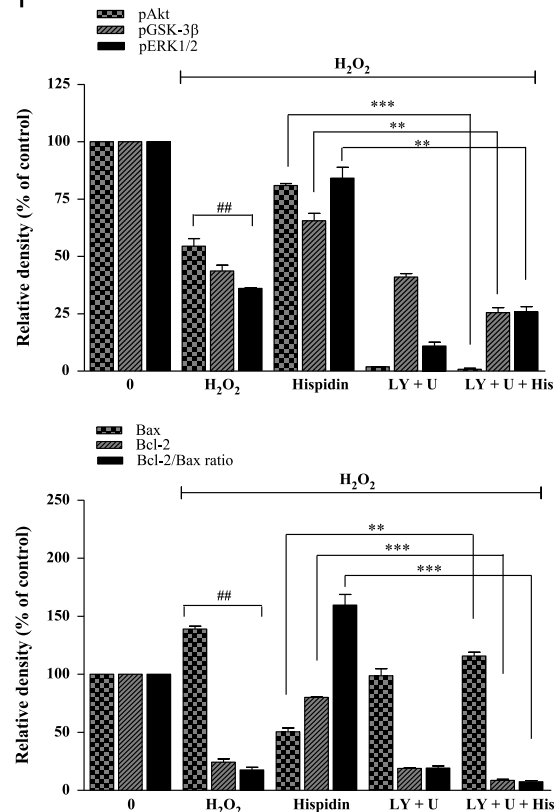 pAkt
pGSK-3β
pERK1/2
H₂O₂
***
**
**
##
Relative density (% of control)
125
100
75
50
25
0
0 H₂O₂ Hispidin LY + U LY + U + His
Bax
Bcl-2
Bcl-2/Bax ratio
H₂O₂
**
***
***
##
Relative density (% of control)
250
200
150
100
50
0
0 H₂O₂ Hispidin LY + U LY + U + His